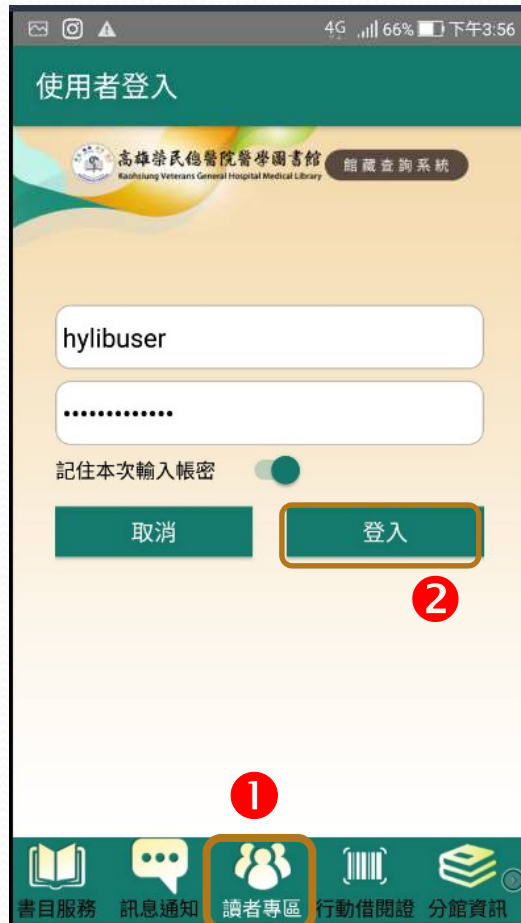 4G 66% 下午3:56
使用者登入
高雄榮民總醫院醫學圖書館 館藏查詢系統
Kaohsiung Veterans General Hospital Medical Library
hylibuser
•••••••••••••
記住本次輸入帳密
取消 登入
2
1
書目服務 訊息通知 讀者專區 行動借閱證 分館資訊